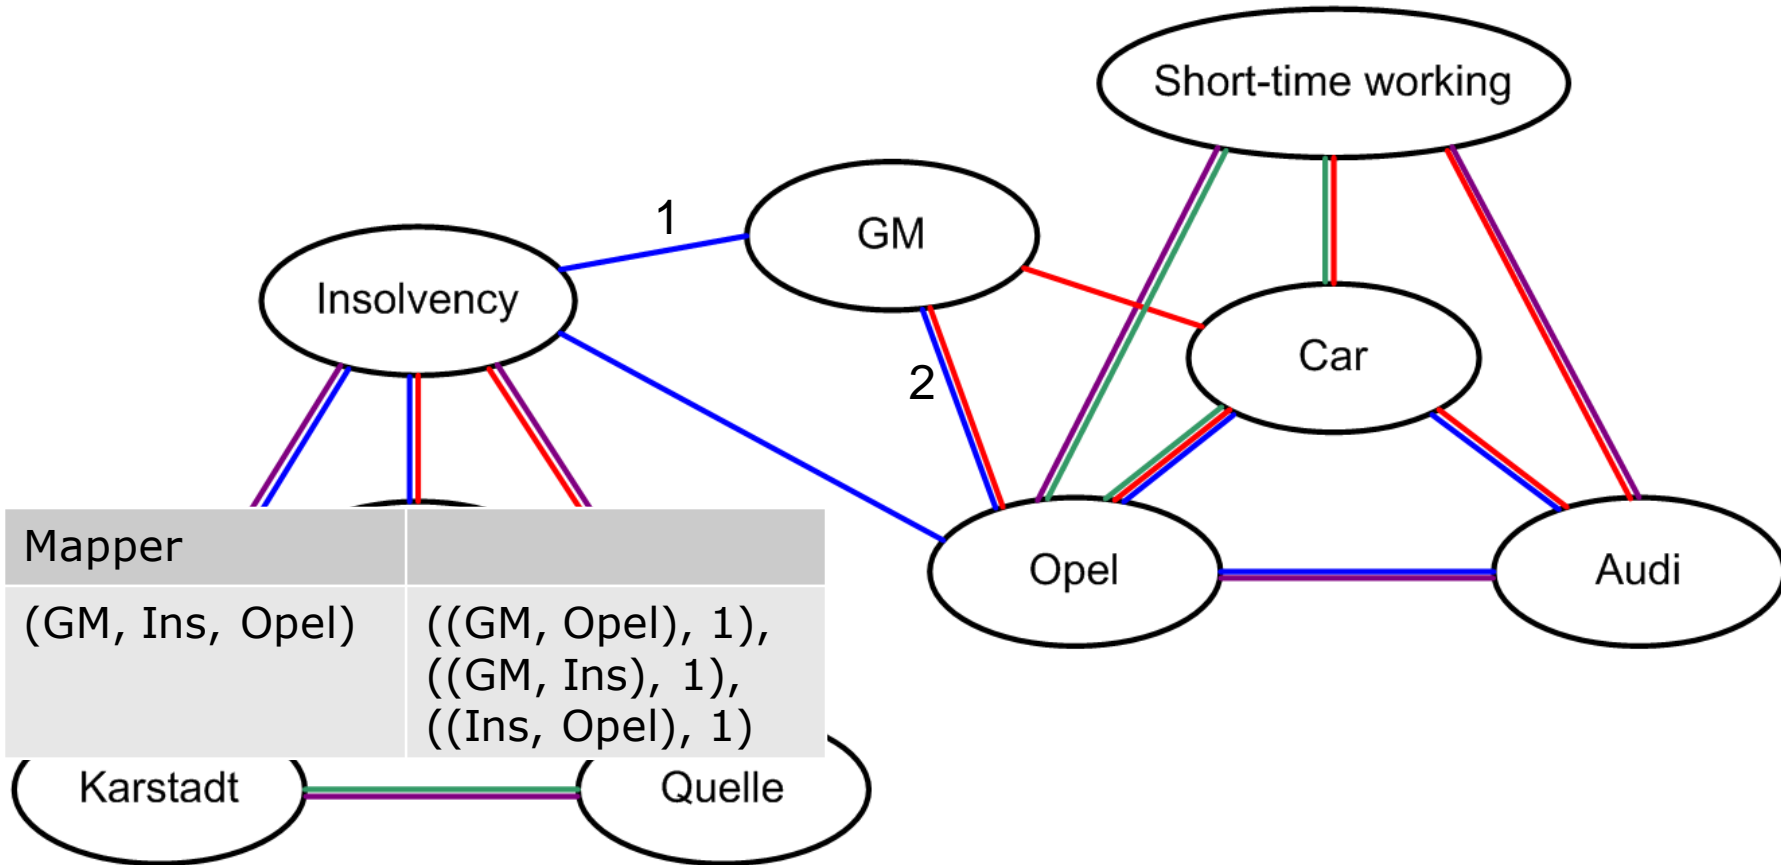 Short-time working
1
GM
Insolvency
Car
2
Opel
Audi
Mapper
(GM, Ins, Opel)
((GM, Opel), 1),
((GM, Ins), 1),
((Ins, Opel), 1)
Karstadt
Quelle